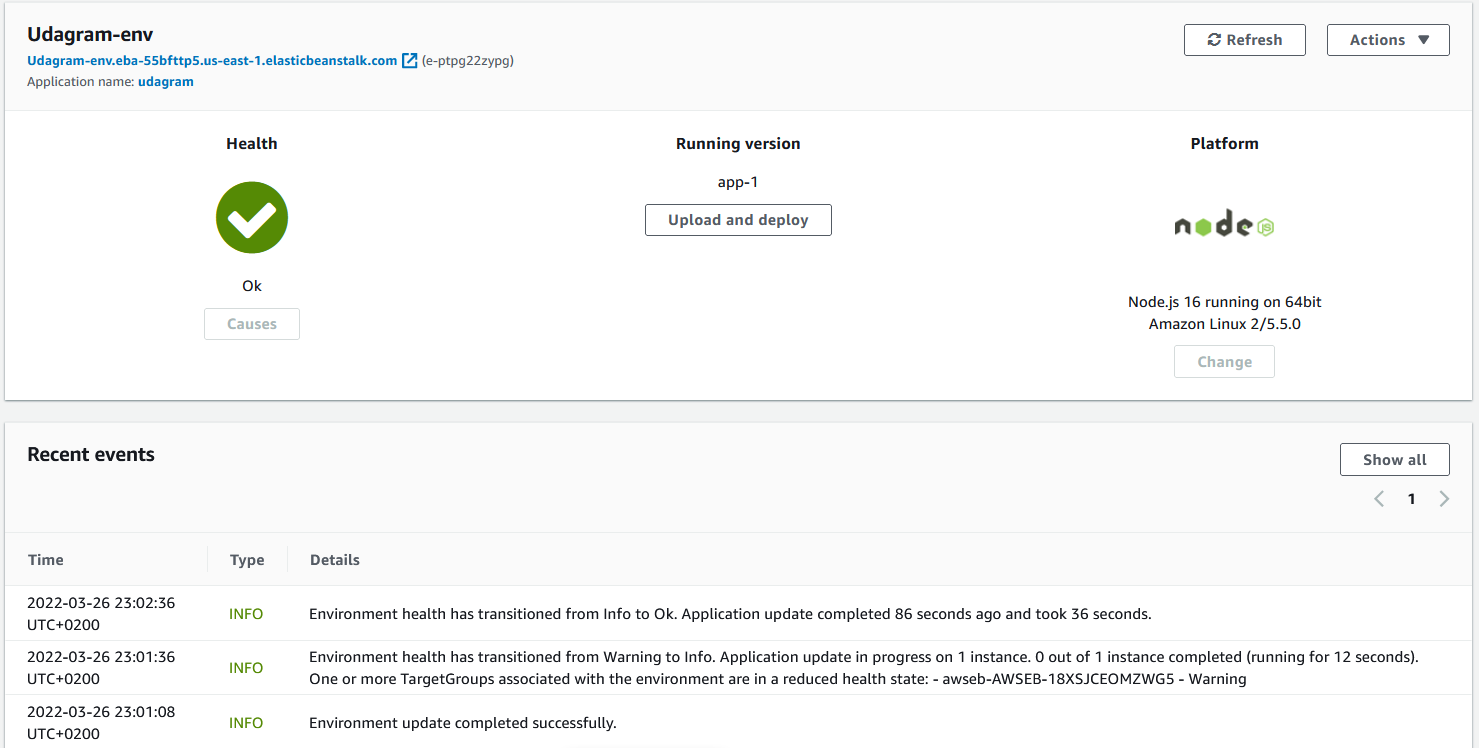 Udagram-env
Refresh
Actions
Udagram-env.eba-55bfttp5.us-east-1.elasticbeanstalk.com (e-ptpg22zypg)
Application name: udagram
Health
Running version
Platform
app-1
Upload and deploy
node JS
Ok
Causes
Node.js 16 running on 64bit
Amazon Linux 2/5.5.0
Change
Recent events
Show all
1
Time Type Details
2022-03-26 23:02:36
UTC+0200
INFO
Environment health has transitioned from Info to Ok. Application update completed 86 seconds ago and took 36 seconds.
2022-03-26 23:01:36
UTC+0200
INFO
Environment health has transitioned from Warning to Info. Application update in progress on 1 instance. 0 out of 1 instance completed (running for 12 seconds).
One or more TargetGroups associated with the environment are in a reduced health state: - awseb-AWSEB-18XSJCEOMZWG5 - Warning
2022-03-26 23:01:08
UTC+0200
INFO
Environment update completed successfully.